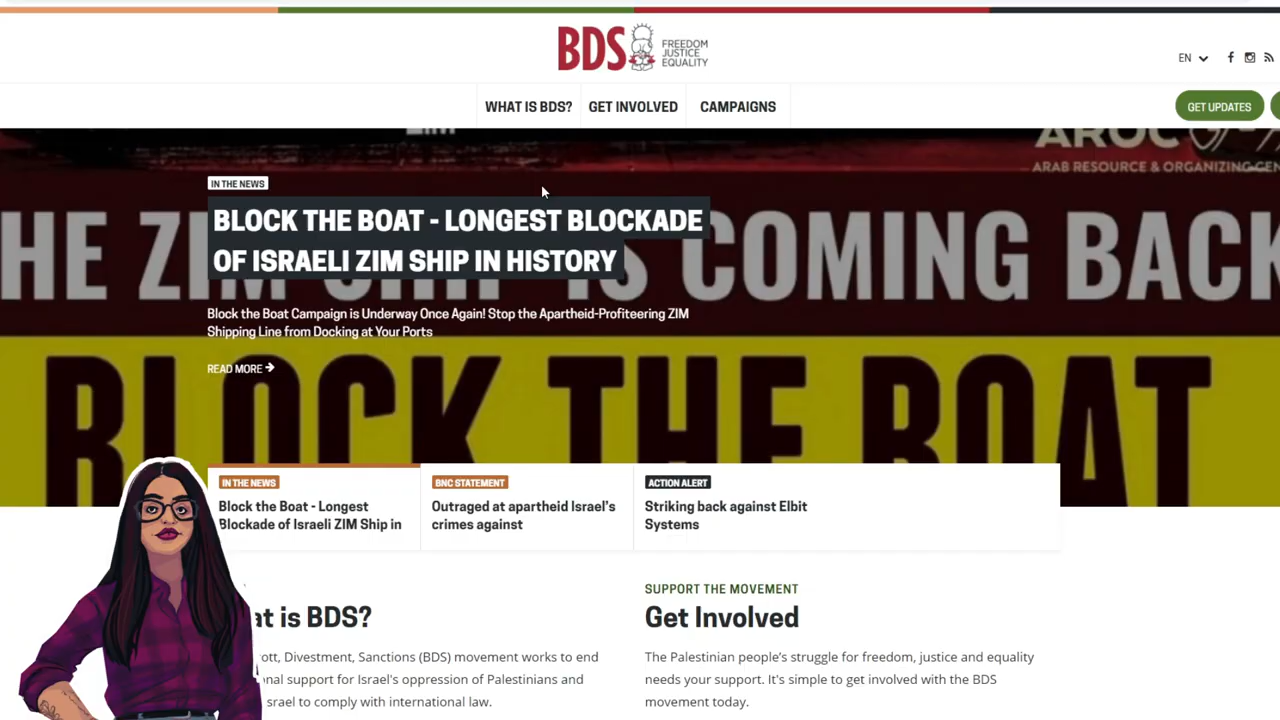 BDS
FREEDOM
JUSTICE
EQUALITY
EN
WHAT IS BDS?
GET INVOLVED
CAMPAIGNS
GET UPDATES
ARAB RESOURCE & ORGANIZING
IN THE NEWS
BLOCK THE BOAT - LONGEST BLOCKADE
OF ISRAELI ZIM SHIP IN HISTORY
COMING BACK
Block the Boat Campaign is Underway Once Again! Stop the Apartheid-Profiteering ZIM
Shipping Line from Docking at Your Ports
READ MORE
BLOCK THE BOAT
IN THE NEWS
Block the Boat - Longest
Blockade of Israeli ZIM Ship in
BNC STATEMENT
Outraged at apartheid Israel's
crimes against
ACTION ALERT
Striking back against Elbit
Systems
is BDS?
Divestment, Sanctions (BDS) movement works to end
support for Israel's oppression of Palestinians and
to comply with international law.
SUPPORT THE MOVEMENT
Get Involved
The Palestinian people's struggle for freedom, justice and equality
needs your support. It's simple to get involved with the BDS
movement today.